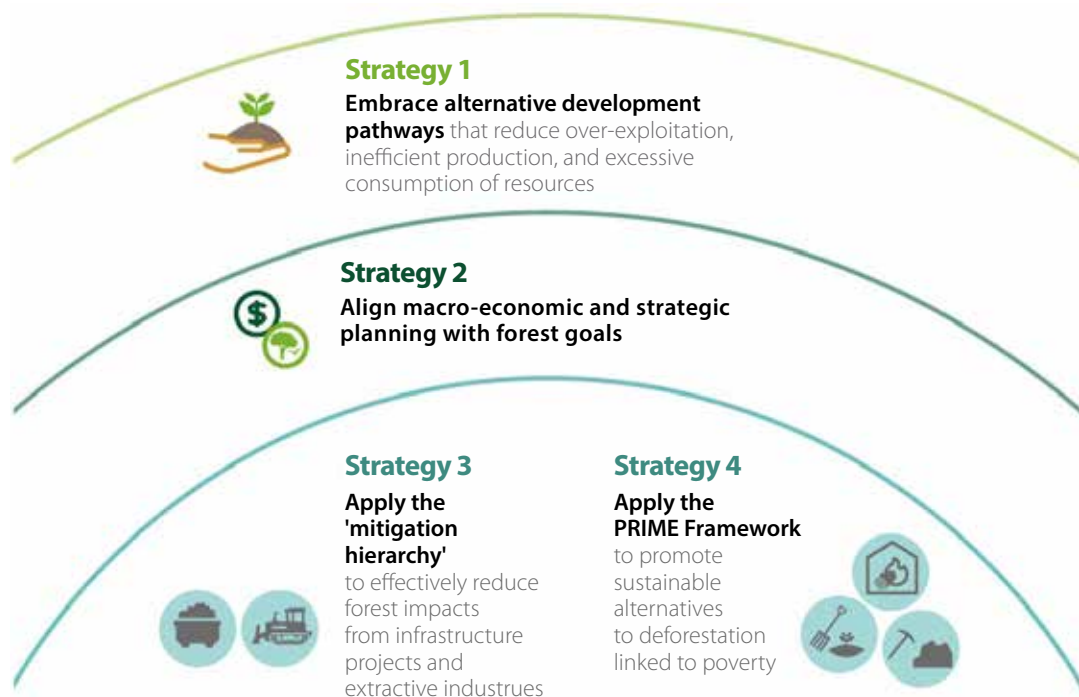 Strategy 1
Embrace alternative development
pathways that reduce over-exploitation,
inefficient production, and excessive
consumption of resources
$
Strategy 2
Align macro-economic and strategic
planning with forest goals
Strategy 3
Apply the
'mitigation
hierarchy'
to effectively reduce
forest impacts
from infrastructure
projects and
extractive industrues
Strategy 4
Apply the
PRIME Framework
to promote
sustainable
alternatives
to deforestation
linked to poverty